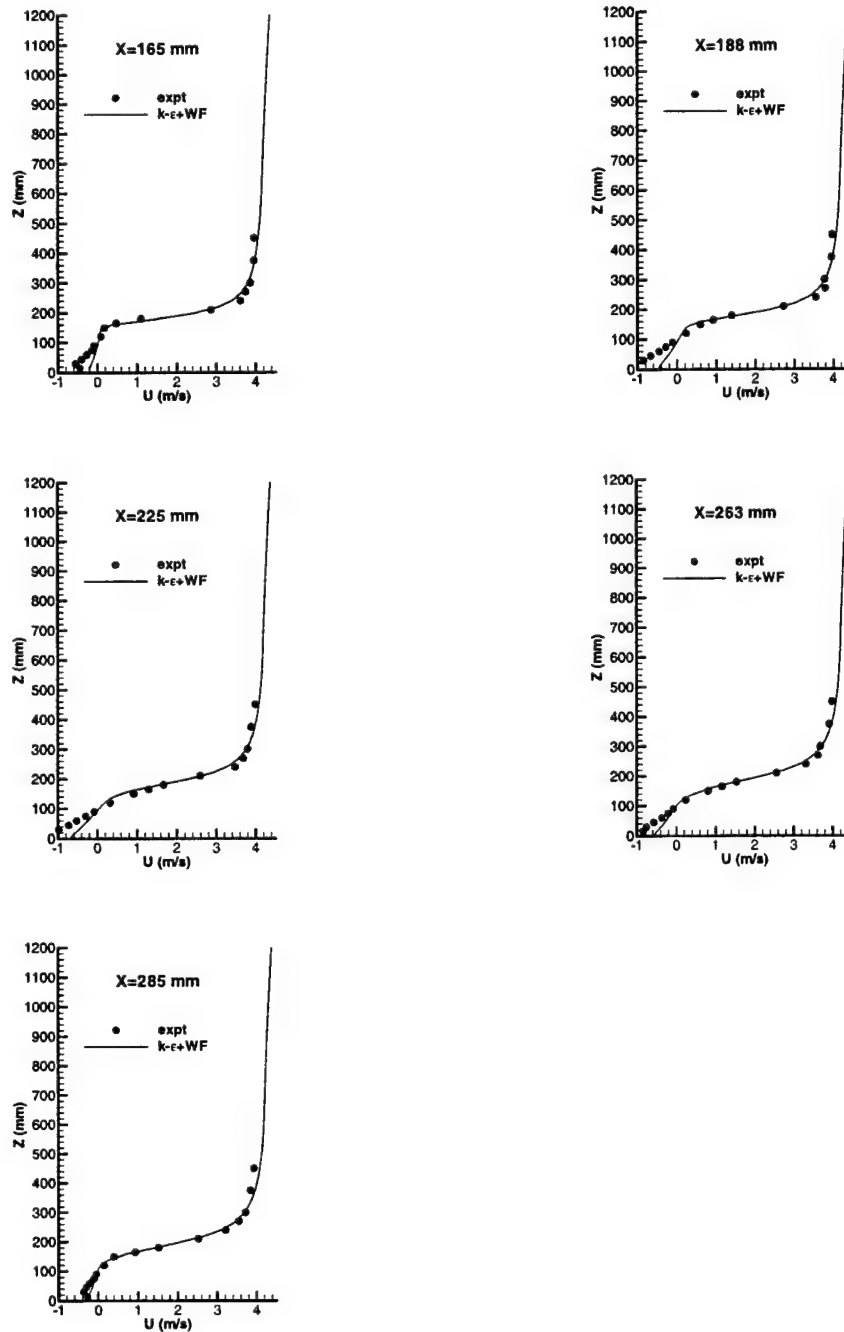 X=165 mm
expt
k-ε+WF
Z (mm)
1200
1100
1000
900
800
700
600
500
400
300
200
100
0
-1 0 1 2 3 4
U (m/s)
X=188 mm
expt
k-ε+WF
Z (mm)
1200
1100
1000
900
800
700
600
500
400
300
200
100
0
-1 0 1 2 3 4
U (m/s)
X=225 mm
expt
k-ε+WF
Z (mm)
1200
1100
1000
900
800
700
600
500
400
300
200
100
0
-1 0 1 2 3 4
U (m/s)
X=263 mm
expt
k-ε+WF
Z (mm)
1200
1100
1000
900
800
700
600
500
400
300
200
100
0
-1 0 1 2 3 4
U (m/s)
X=285 mm
expt
k-ε+WF
Z (mm)
1200
1100
1000
900
800
700
600
500
400
300
200
100
0
-1 0 1 2 3 4
U (m/s)